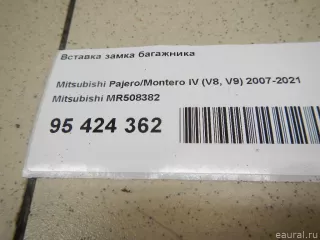 Вставка замка багажника
Mitsubishi Pajero/Montero IV (V8, V9) 2007-2021
Mitsubishi MR508382
95 424 362
© eaural.ru